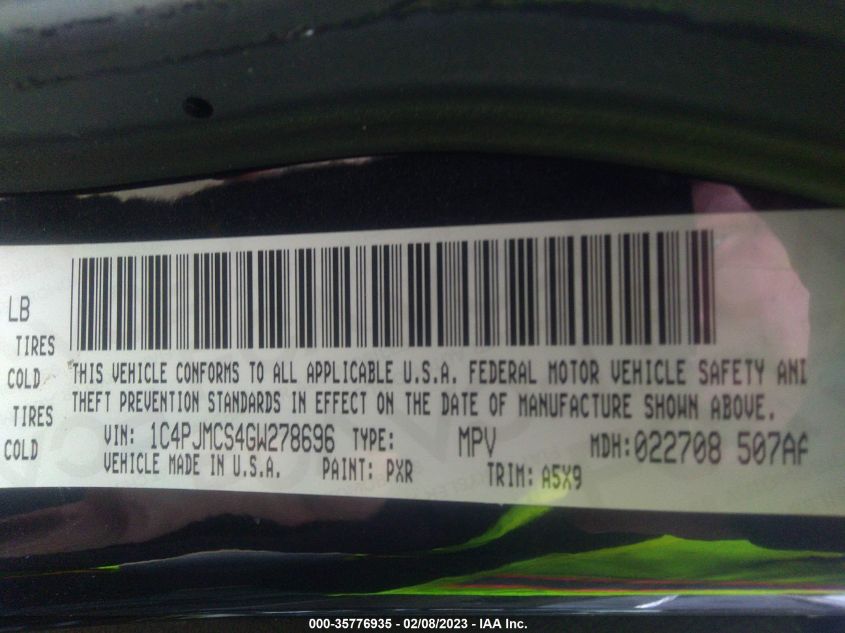 LB
TIRES
COLD
TIRES
COLD
THIS VEHICLE CONFORMS TO ALL APPLICABLE U.S.A. FEDERAL MOTOR VEHICLE SAFETY AN
THEFT PREVENTION STANDARDS IN EFFECT ON THE DATE OF MANUFACTURE SHOWN ABOVE.
VIN: 1C4PJMCS4GW278696 TYPE: MPV MDH:022708 507AF
VEHICLE MADE IN U.S.A. PAINT: PXR TRIM: A5X9
000-35776935 - 02/08/2023 - IAA Inc.